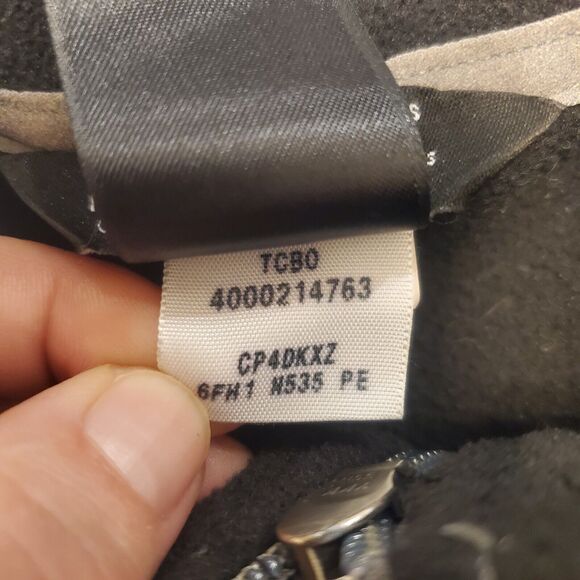 S
S
TCBO
4000214763
CP4DKXZ
6FH1 N535 PE